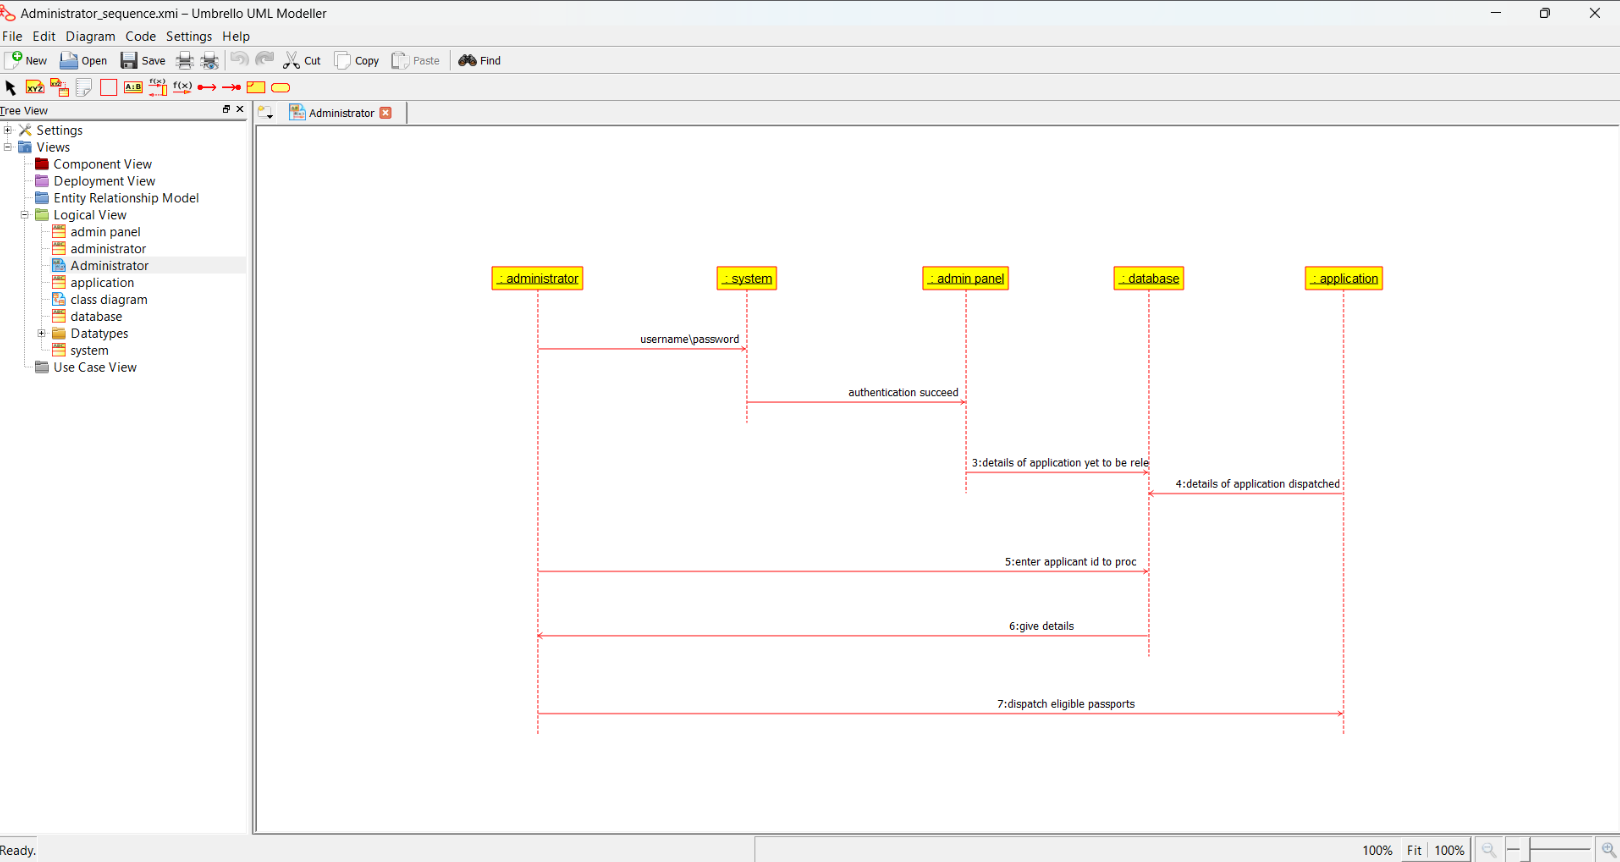 Administrator_sequence.xmi – Umbrello UML Modeller
File Edit Diagram Code Settings Help
New Open Save Cut Copy Paste Find
XYZ XYZ A:B f(x) f(x)
Tree View
Administrator
Settings
Views
Component View
Deployment View
Entity Relationship Model
Logical View
admin panel
administrator
Administrator
application
class diagram
database
Datatypes
system
Use Case View
: administrator : system : admin panel : database : application
username\password
authentication succeed
3:details of application yet to be rele
4:details of application dispatched
5:enter applicant id to proc
6:give details
7:dispatch eligible passports
Ready.
100% Fit 100%